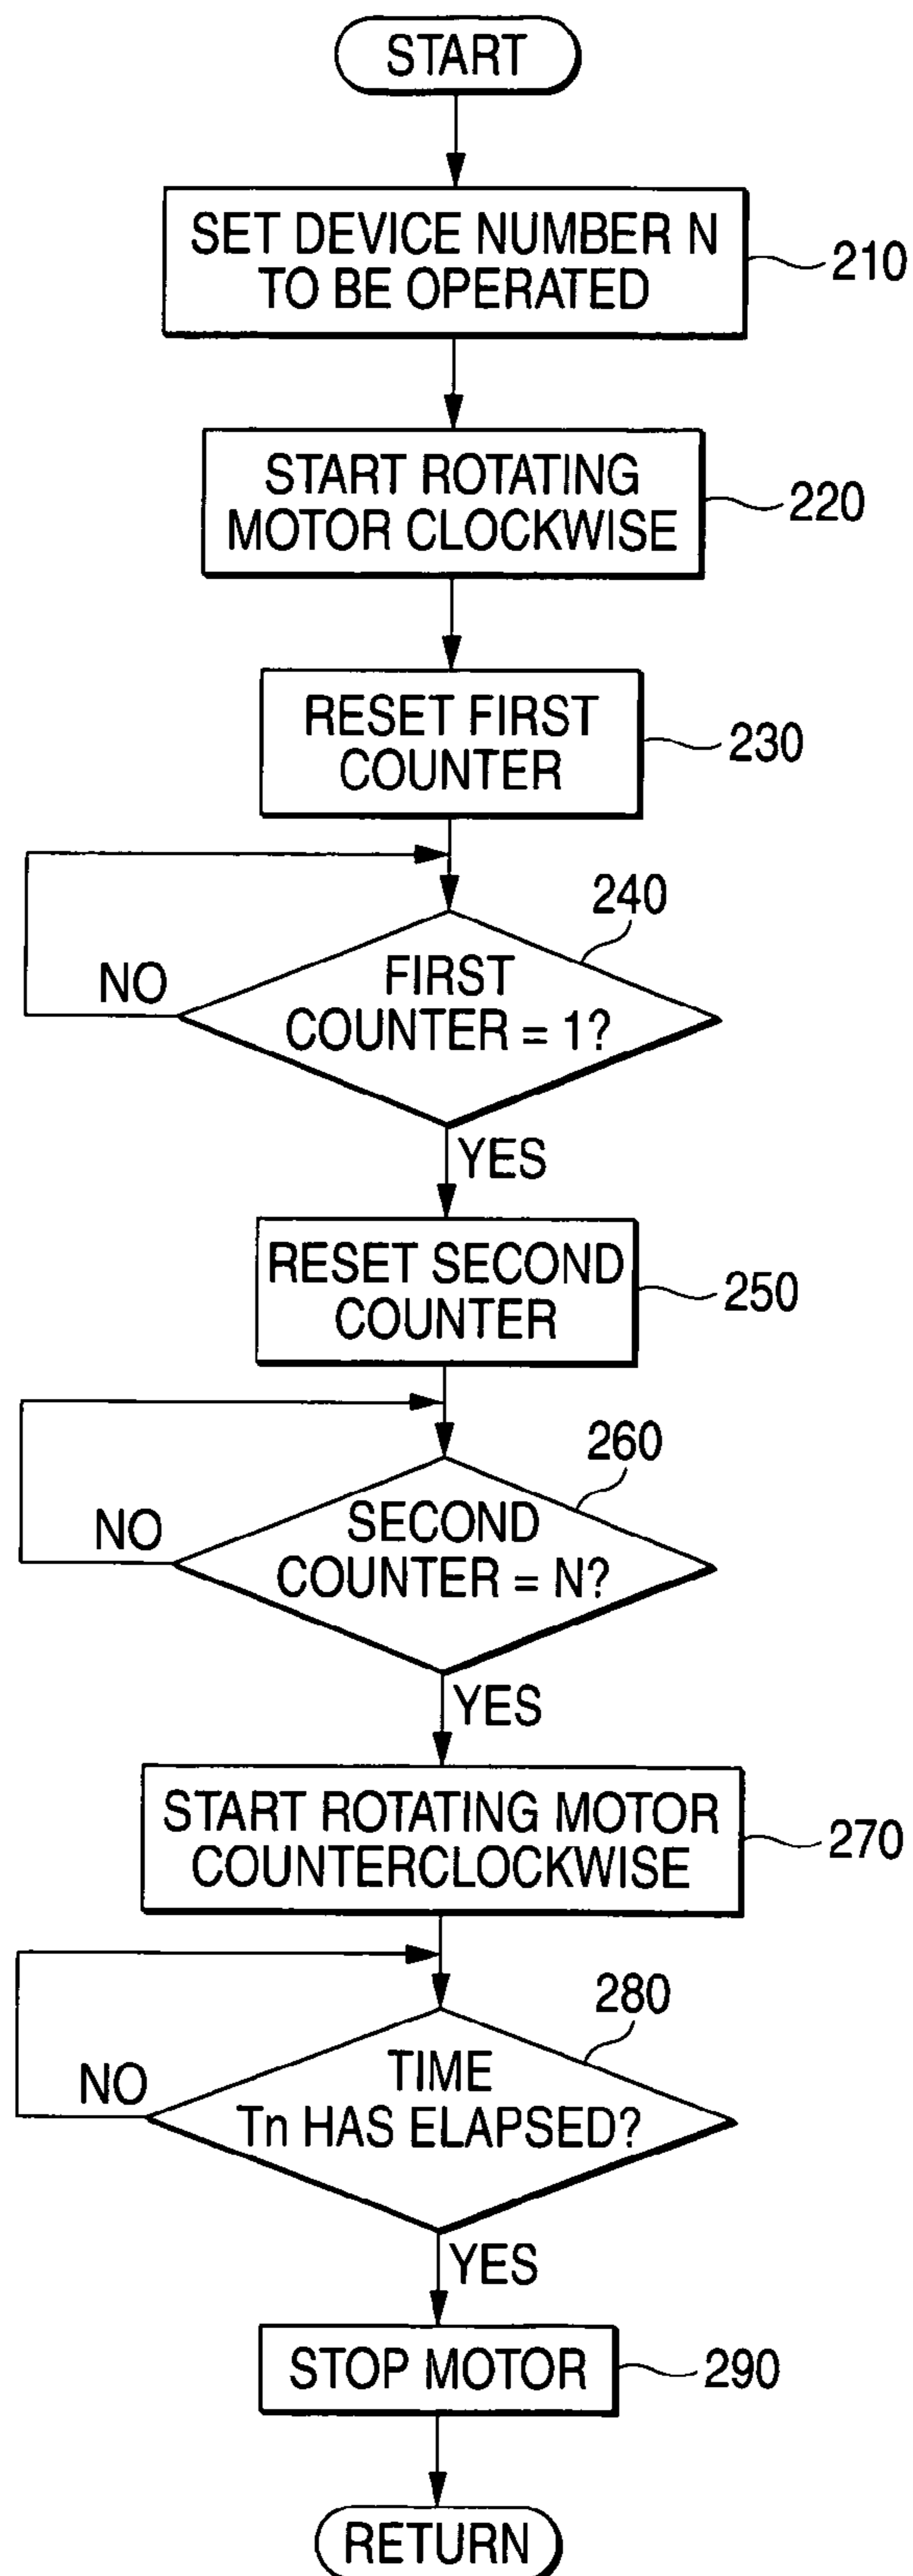 START
SET DEVICE NUMBER N
TO BE OPERATED
210
START ROTATING
MOTOR CLOCKWISE
220
RESET FIRST
COUNTER
230
240
FIRST
COUNTER = 1?
NO
YES
RESET SECOND
COUNTER
250
260
SECOND
COUNTER = N?
NO
YES
START ROTATING MOTOR
COUNTERCLOCKWISE
270
280
TIME
Tn HAS ELAPSED?
NO
YES
STOP MOTOR
290
RETURN